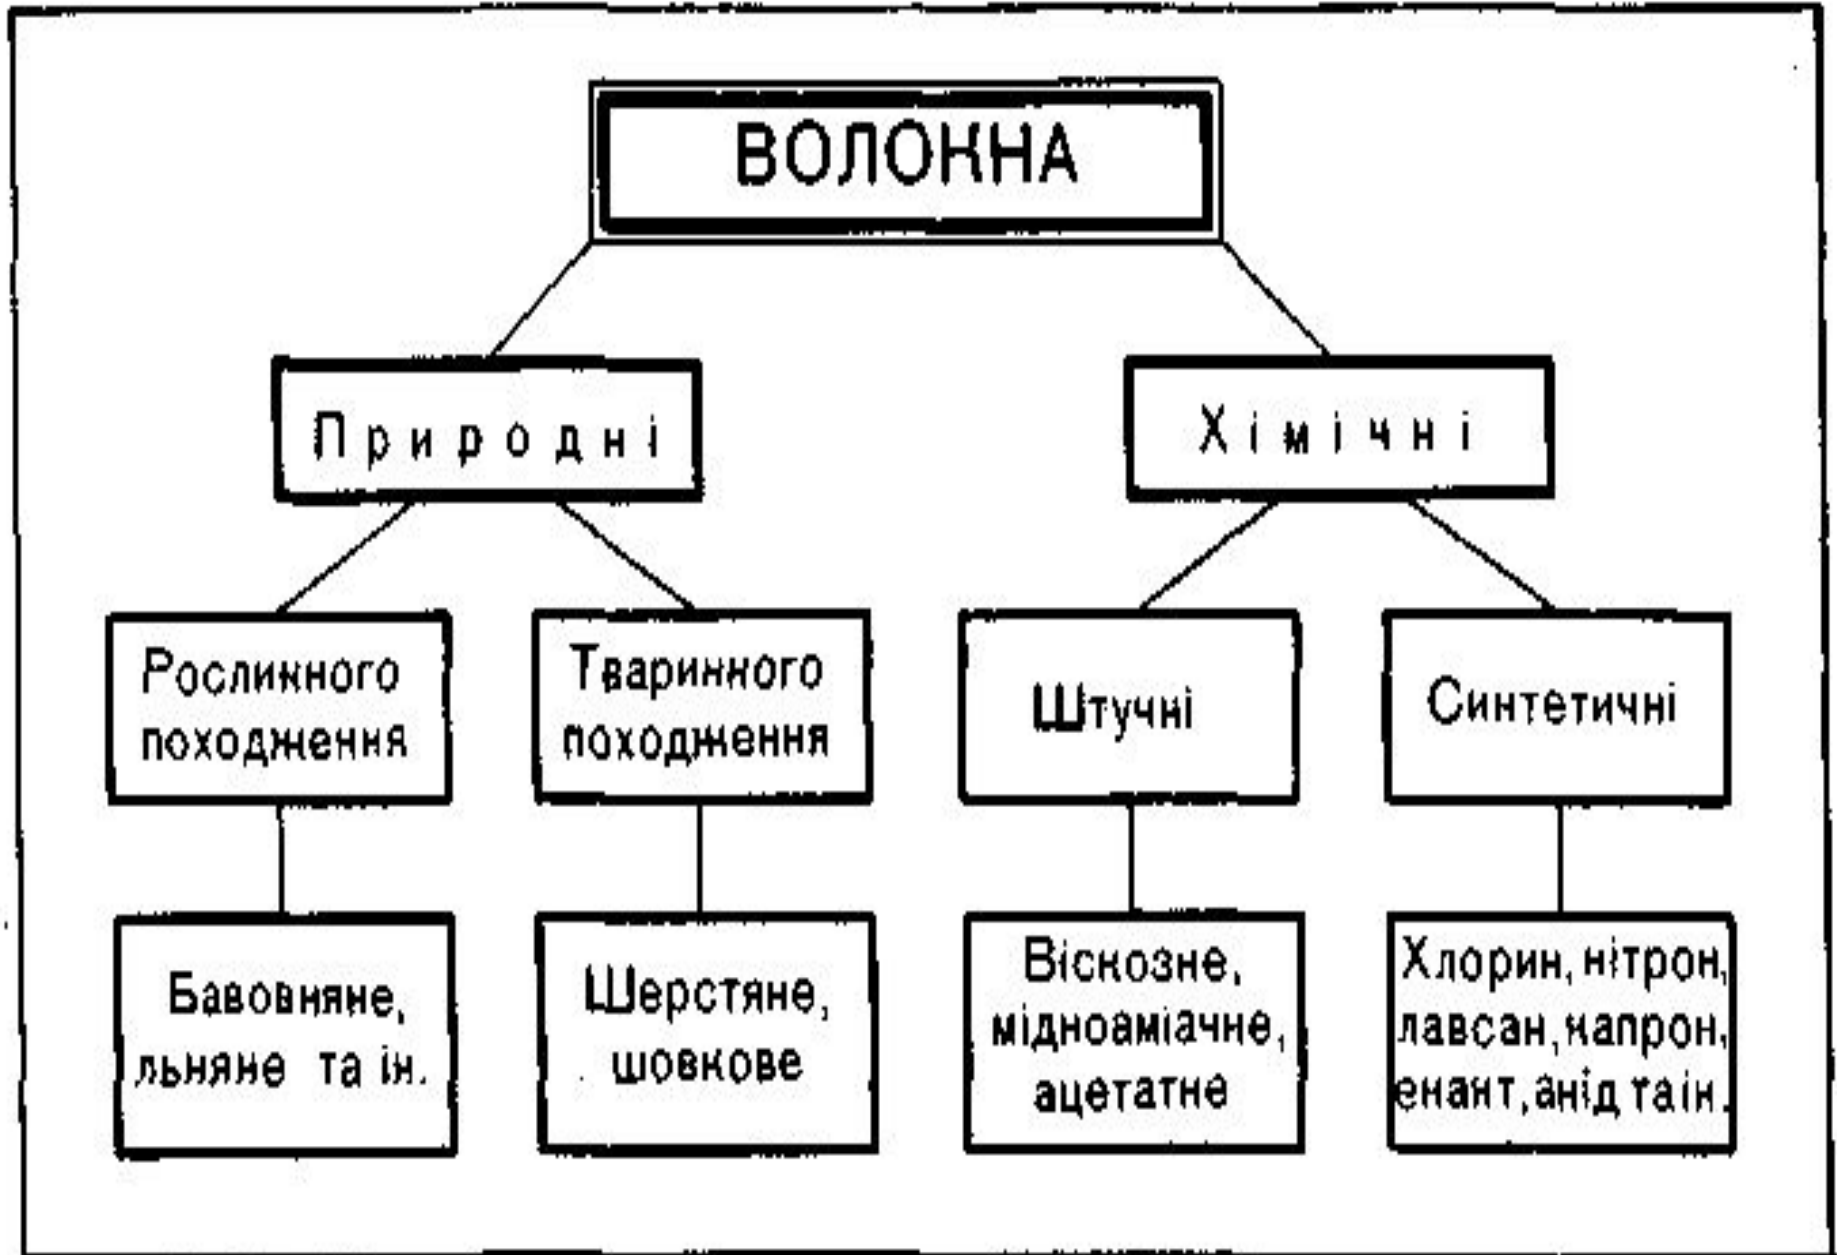 ВОЛОКНА
Природні
Хімічні
Рослинного
походження
Тваринного
походження
Штучні
Синтетичні
Бавовняне,
льняне та ін.
Шерстяне,
шовкове
Віскозне,
мідноаміачне,
ацетатне
Хлорин, нітрон,
лавсан, капрон,
енант, анід та ін.